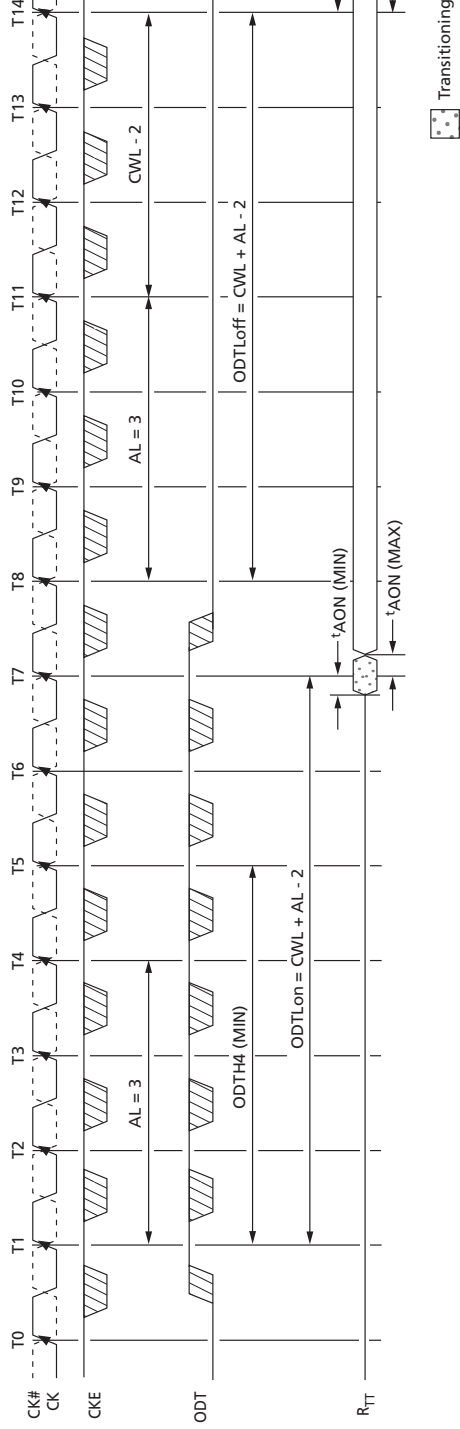 T0 T1 T2 T3 T4 T5 T6 T7 T8 T9 T10 T11 T12 T13 T14
CK#
CK
CKE
AL = 3
AL = 3
CWL - 2
ODT
ODTH4 (MIN)
ODTLoff = CWL + AL - 2
ODTLon = CWL + AL - 2
tAON (MIN)
RTT
tAON (MAX)
Transitioning